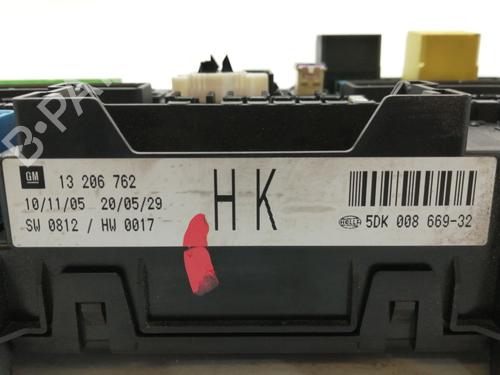 B-PA
GM 13 206 762
10/11/05 20/05/29
SW 0812 / HW 0017
HK
HELLA 5DK 008 669-32